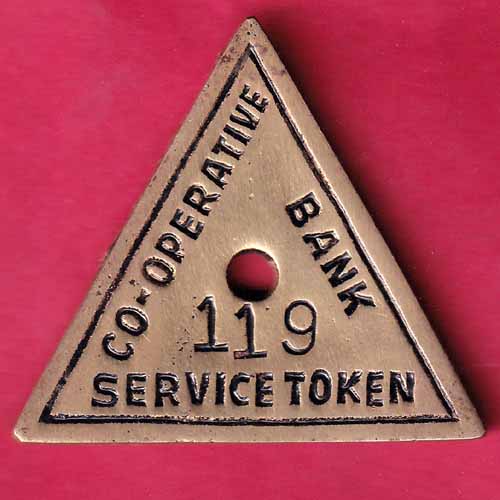 CO-OPERATIVE
BANK
119
SERVICE TOKEN